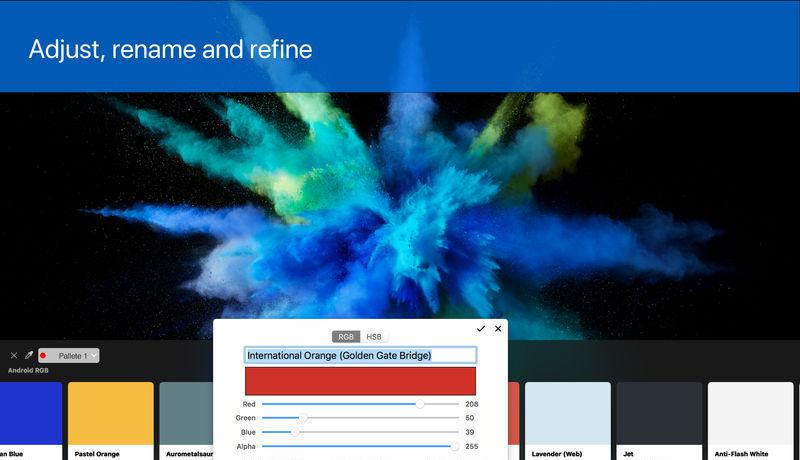 Adjust, rename and refine
RGB HSB
International Orange (Golden Gate Bridge)
Pallete 1
Android RGB
Red 208
Green 50
Blue 39
Alpha 255
an Blue
Pastel Orange
Aurometalsaur
Lavender (Web)
Jet
Anti-Flash White